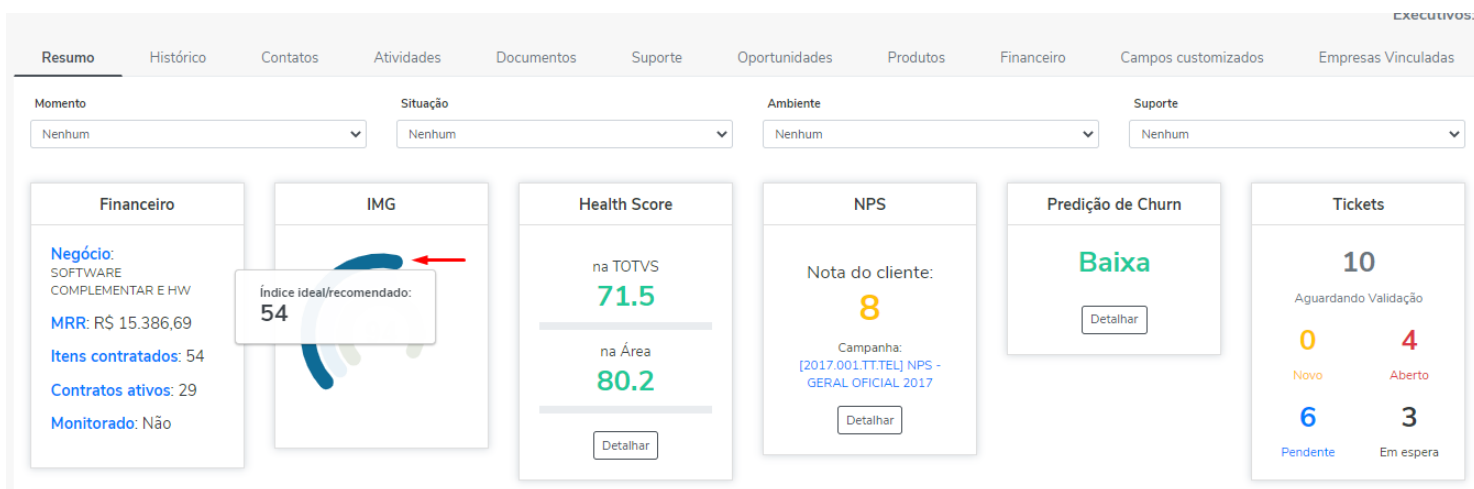 Executivos:
Resumo
Histórico
Contatos
Atividades
Documentos
Suporte
Oportunidades
Produtos
Financeiro
Campos customizados
Empresas Vinculadas
Momento
Nenhum
Situação
Nenhum
Ambiente
Nenhum
Suporte
Nenhum
Financeiro
Negócio:
SOFTWARE
COMPLEMENTAR E HW
MRR: R$ 15.386,69
Itens contratados: 54
Contratos ativos: 29
Monitorado: Não
IMG
Índice ideal/recomendado:
54
Health Score
na TOTVS
71.5
na Área
80.2
Detalhar
NPS
Nota do cliente:
8
Campanha:
[2017.001.TT.TEL] NPS -
GERAL OFICIAL 2017
Detalhar
Predição de Churn
Baixa
Detalhar
Tickets
10
Aguardando Validação
0
Novo
4
Aberto
6
Pendente
3
Em espera